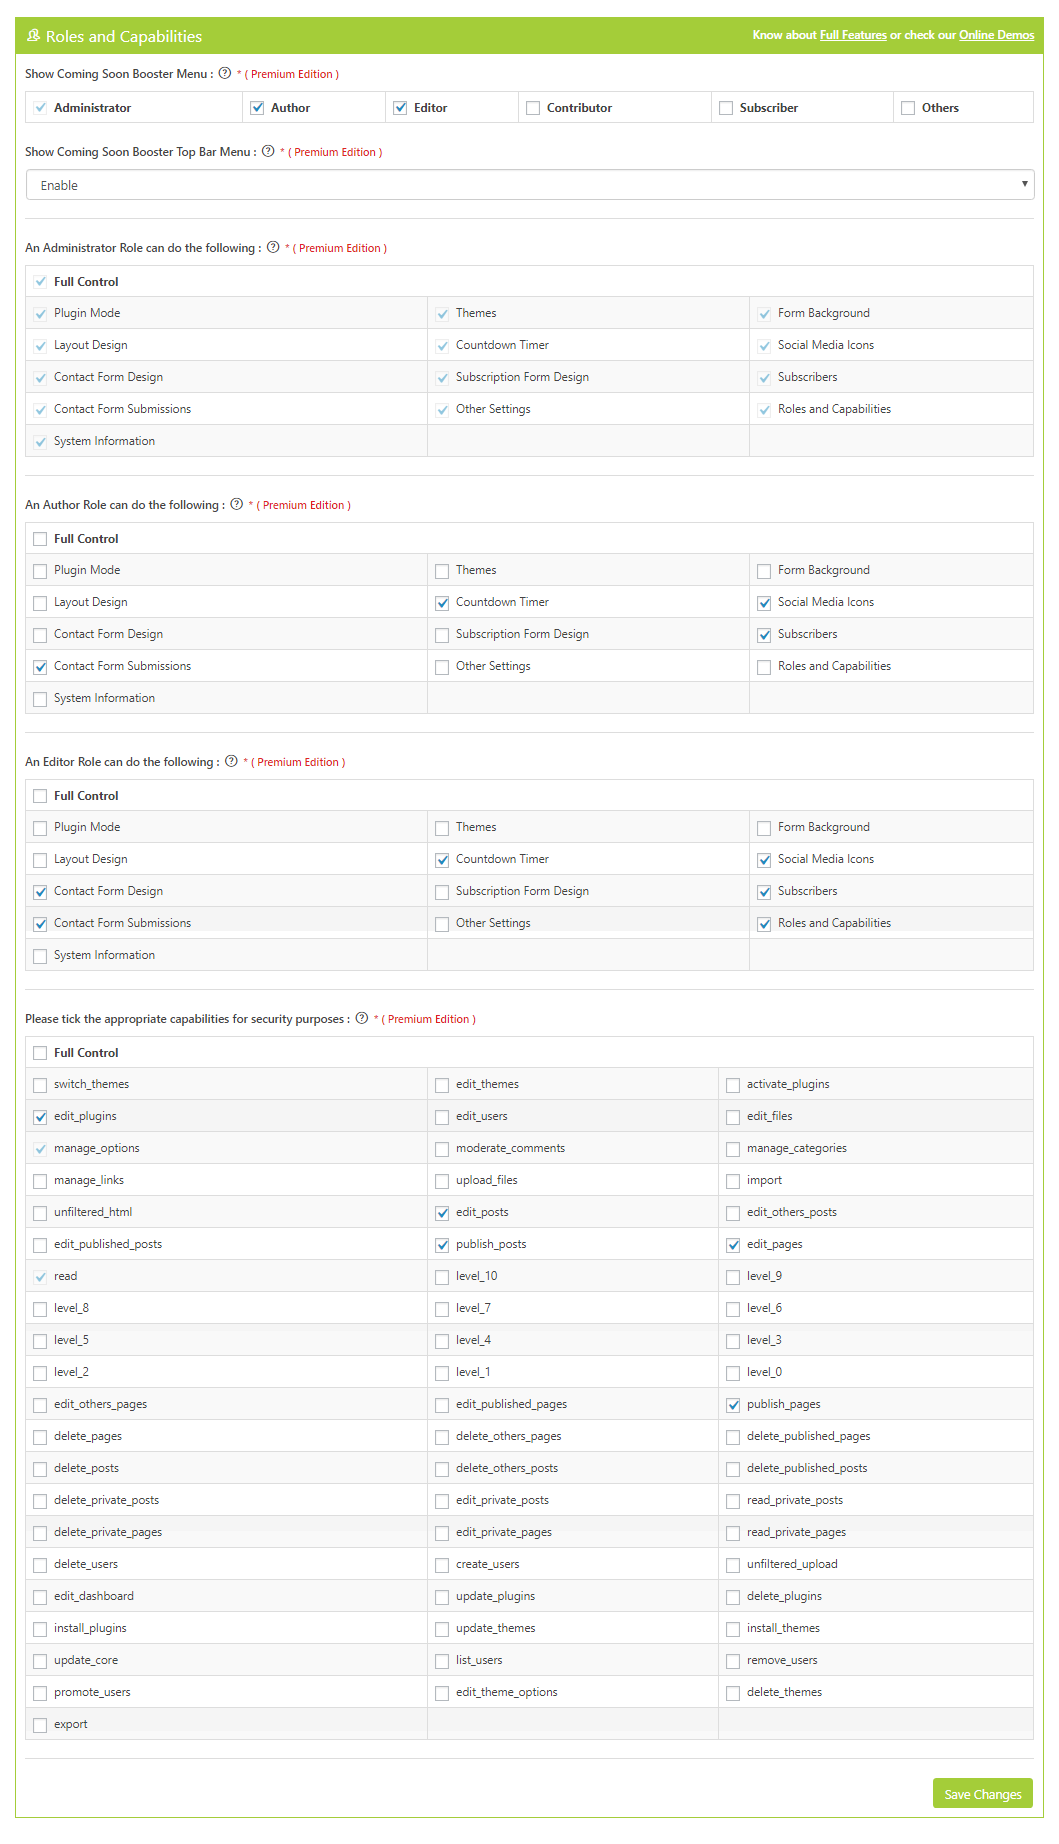 Roles and Capabilities Know about Full Features or check our Online Demos
Show Coming Soon Booster Menu : * ( Premium Edition )
Administrator Author Editor Contributor Subscriber Others
Show Coming Soon Booster Top Bar Menu : * ( Premium Edition )
Enable
An Administrator Role can do the following : * ( Premium Edition )
Full Control
Plugin Mode Themes Form Background
Layout Design Countdown Timer Social Media Icons
Contact Form Design Subscription Form Design Subscribers
Contact Form Submissions Other Settings Roles and Capabilities
System Information
An Author Role can do the following : * ( Premium Edition )
Full Control
Plugin Mode Themes Form Background
Layout Design Countdown Timer Social Media Icons
Contact Form Design Subscription Form Design Subscribers
Contact Form Submissions Other Settings Roles and Capabilities
System Information
An Editor Role can do the following : * ( Premium Edition )
Full Control
Plugin Mode Themes Form Background
Layout Design Countdown Timer Social Media Icons
Contact Form Design Subscription Form Design Subscribers
Contact Form Submissions Other Settings Roles and Capabilities
System Information
Please tick the appropriate capabilities for security purposes : * ( Premium Edition )
Full Control
switch_themes edit_themes activate_plugins
edit_plugins edit_users edit_files
manage_options moderate_comments manage_categories
manage_links upload_files import
unfiltered_html edit_posts edit_others_posts
edit_published_posts publish_posts edit_pages
read level_10 level_9
level_8 level_7 level_6
level_5 level_4 level_3
level_2 level_1 level_0
edit_others_pages edit_published_pages publish_pages
delete_pages delete_others_pages delete_published_pages
delete_posts delete_others_posts delete_published_posts
delete_private_posts edit_private_posts read_private_posts
delete_private_pages edit_private_pages read_private_pages
delete_users create_users unfiltered_upload
edit_dashboard update_plugins delete_plugins
install_plugins update_themes install_themes
update_core list_users remove_users
promote_users edit_theme_options delete_themes
export
Save Changes